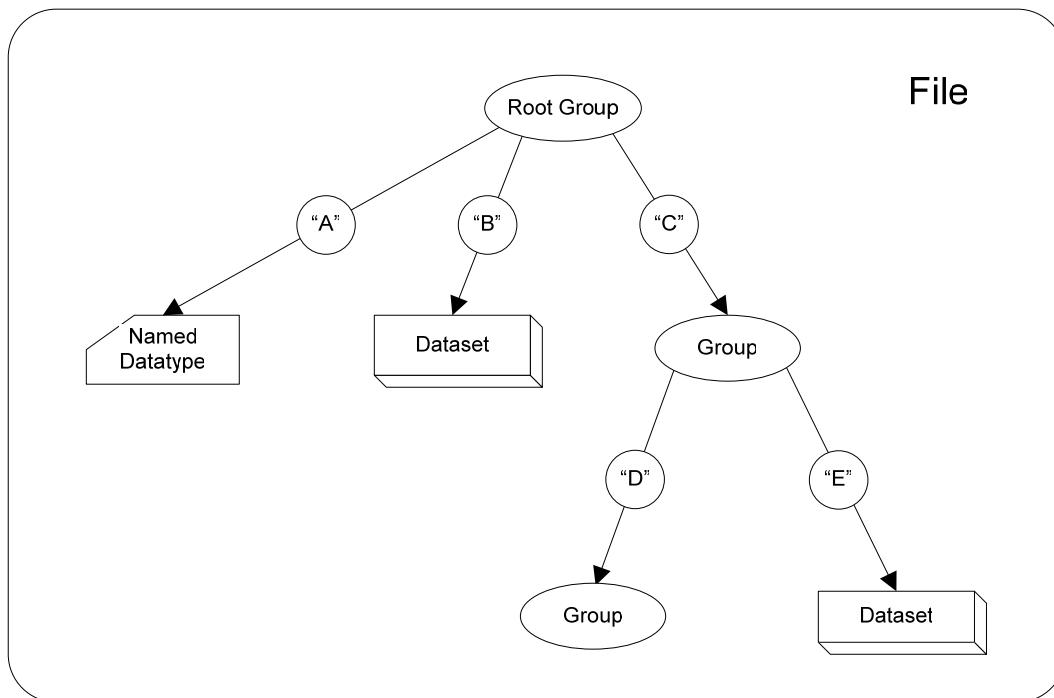 File
Root Group
“A”
“B”
“C”
Named
Datatype
Dataset
Group
“D”
“E”
Group
Dataset